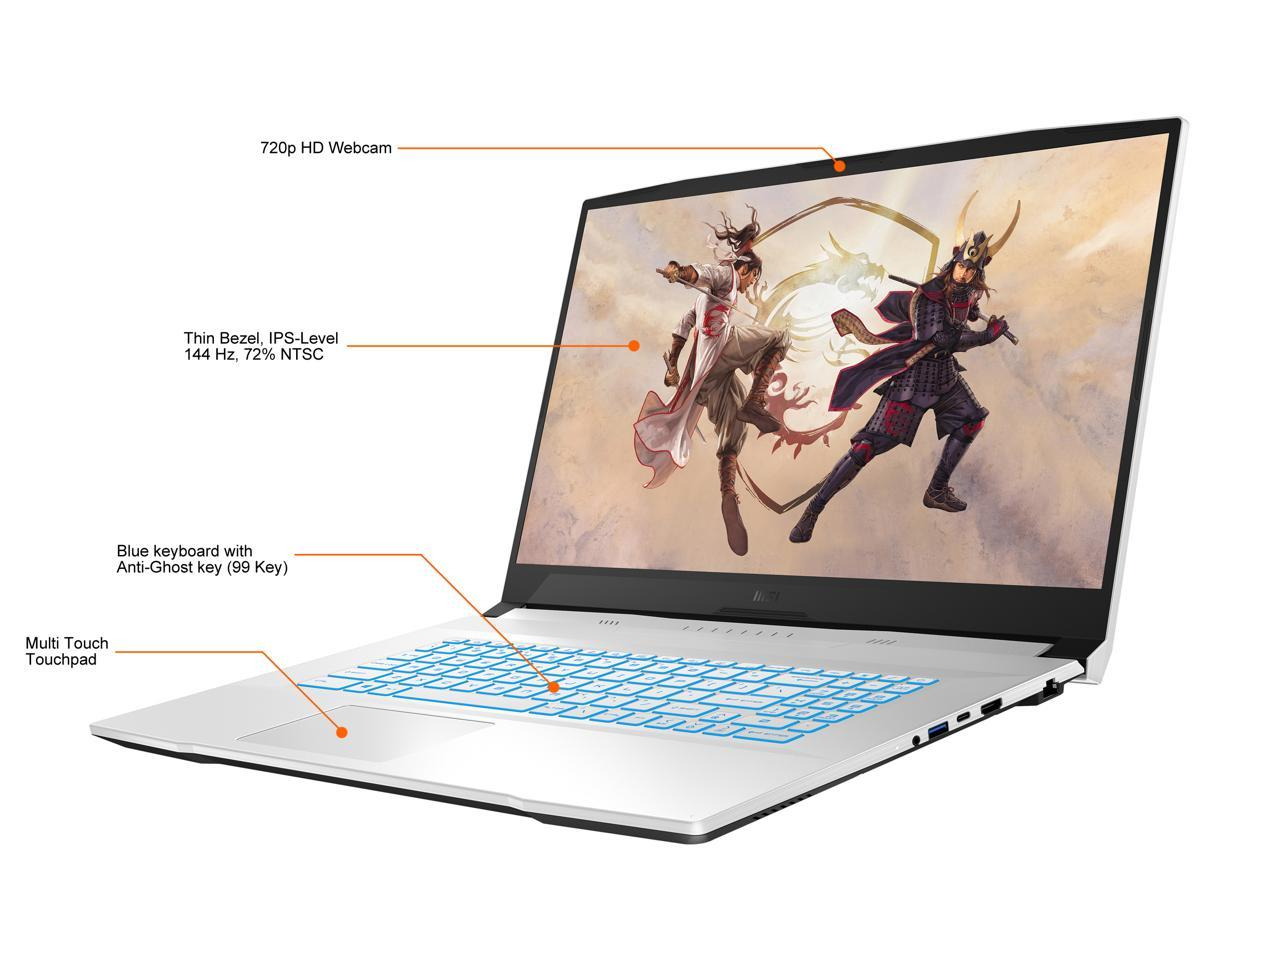 720p HD Webcam
Thin Bezel, IPS-Level
144 Hz, 72% NTSC
Blue keyboard with
Anti-Ghost key (99 Key)
Multi Touch
Touchpad
msi